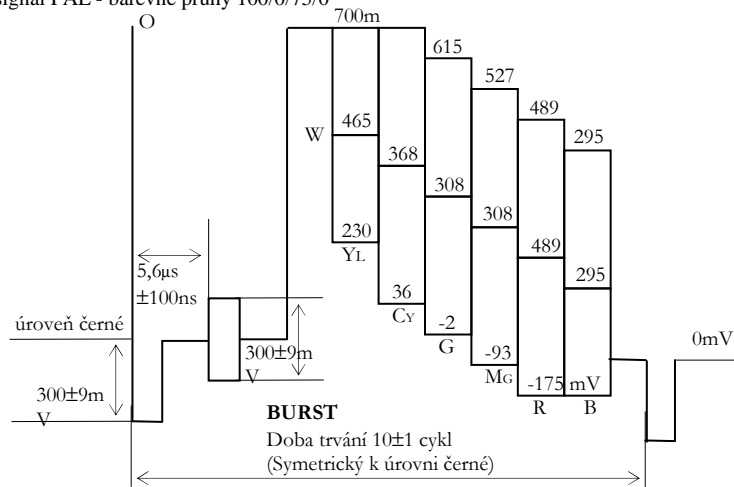 signál PAL - barevné pruhy 100/0/75/0
O
700m
615
527
489
295
W
465
368
308
308
489
295
230
YL
36
CY
-2
G
-93
MG
-175 mV
R
B
5,6µs
±100ns
úroveň černé
300±9m
V
300±9m
V
0mV
BURST
Doba trvání 10±1 cykl
(Symetrický k úrovni černé)